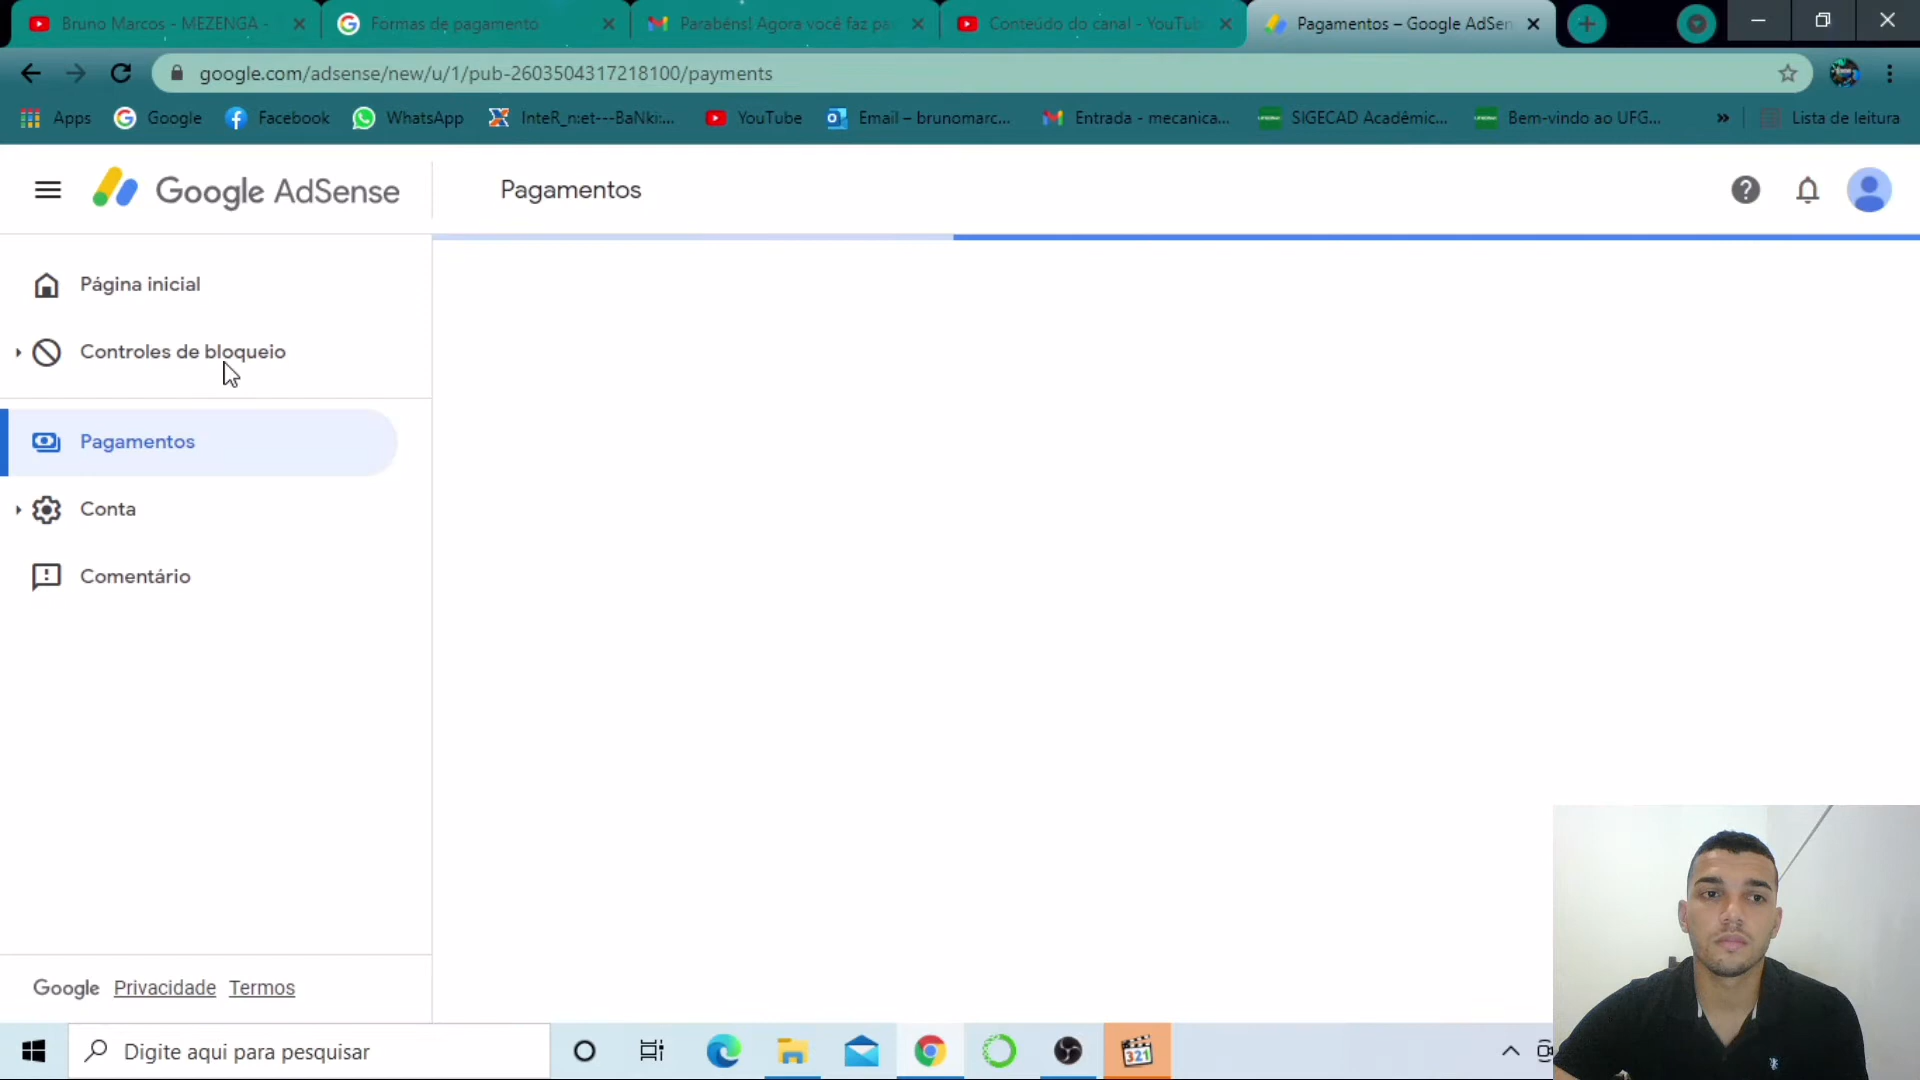 Bruno Marcos - MEZENGA -
Formas de pagamento
Parabéns! Agora você faz pa
Conteúdo do canal - YouTub
Pagamentos – Google AdSen
google.com/adsense/new/u/1/pub-2603504317218100/payments
Apps
Google
Facebook
WhatsApp
InteR_n:et---BaNki:...
YouTube
Email – brunomarc...
Entrada - mecanica...
SIGECAD Acadêmic...
Bem-vindo ao UFG...
»
Lista de leitura
Google AdSense
Pagamentos
Página inicial
Controles de bloqueio
Pagamentos
Conta
Comentário
Google Privacidade Termos
Digite aqui para pesquisar
321